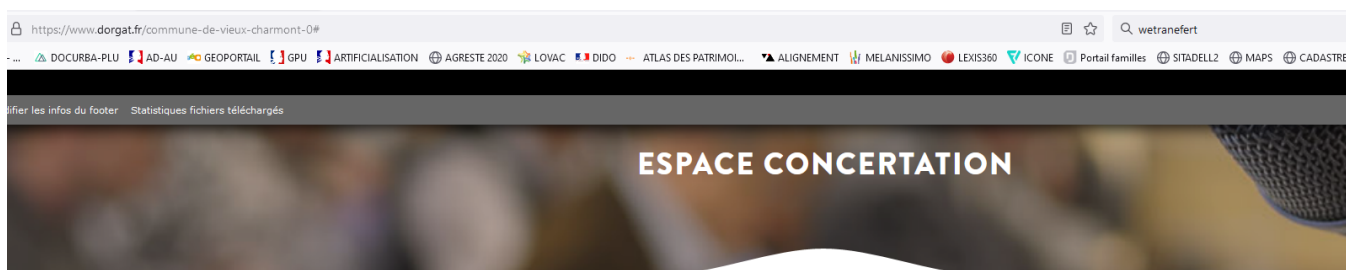 https://www.dorgat.fr/commune-de-vieux-charmont-0# wetranefert
- ... DOCURBA-PLU AD-AU GEOPORTAIL GPU ARTIFICIALISATION AGRESTE 2020 LOVAC DIDO ATLAS DES PATRIMOI... ALIGNEMENT MELANISSIMO LEXIS360 ICONE Portail familles SITADELL2 MAPS CADASTRE
difier les infos du footer Statistiques fichiers téléchargés
ESPACE CONCERTATION